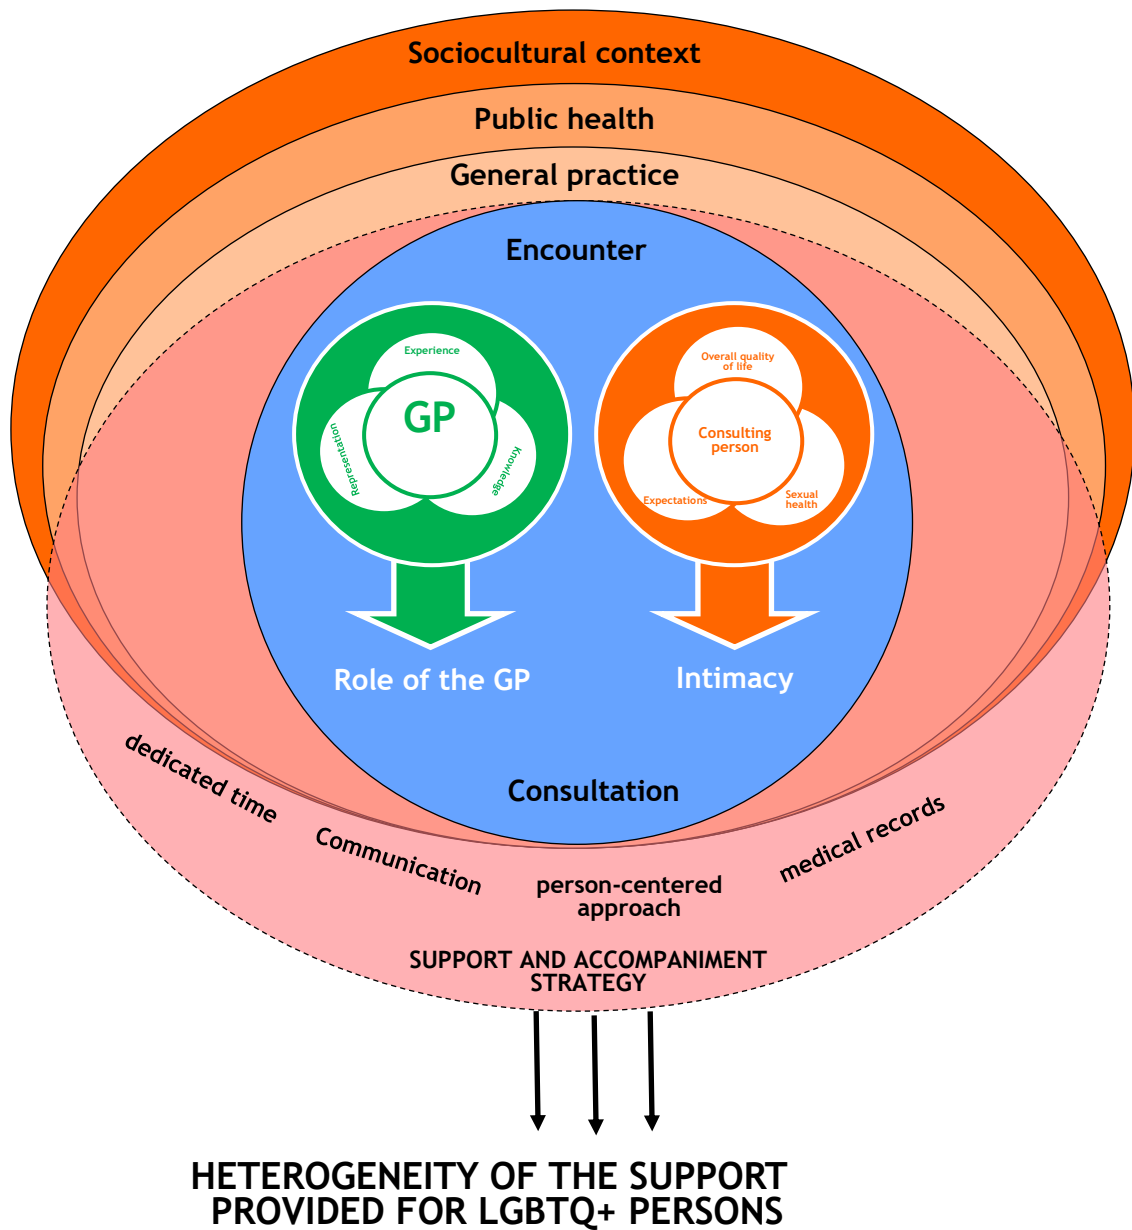 Sociocultural context
Public health
General practice
Encounter
Experience
GP
Representation
Knowledge
Overall quality
of life
Consulting
person
Expectations
Sexual
health
Role of the GP
Intimacy
Consultation
dedicated time
Communication
person-centered
approach
medical records
SUPPORT AND ACCOMPANIMENT
STRATEGY
HETEROGENEITY OF THE SUPPORT
PROVIDED FOR LGBTQ+ PERSONS